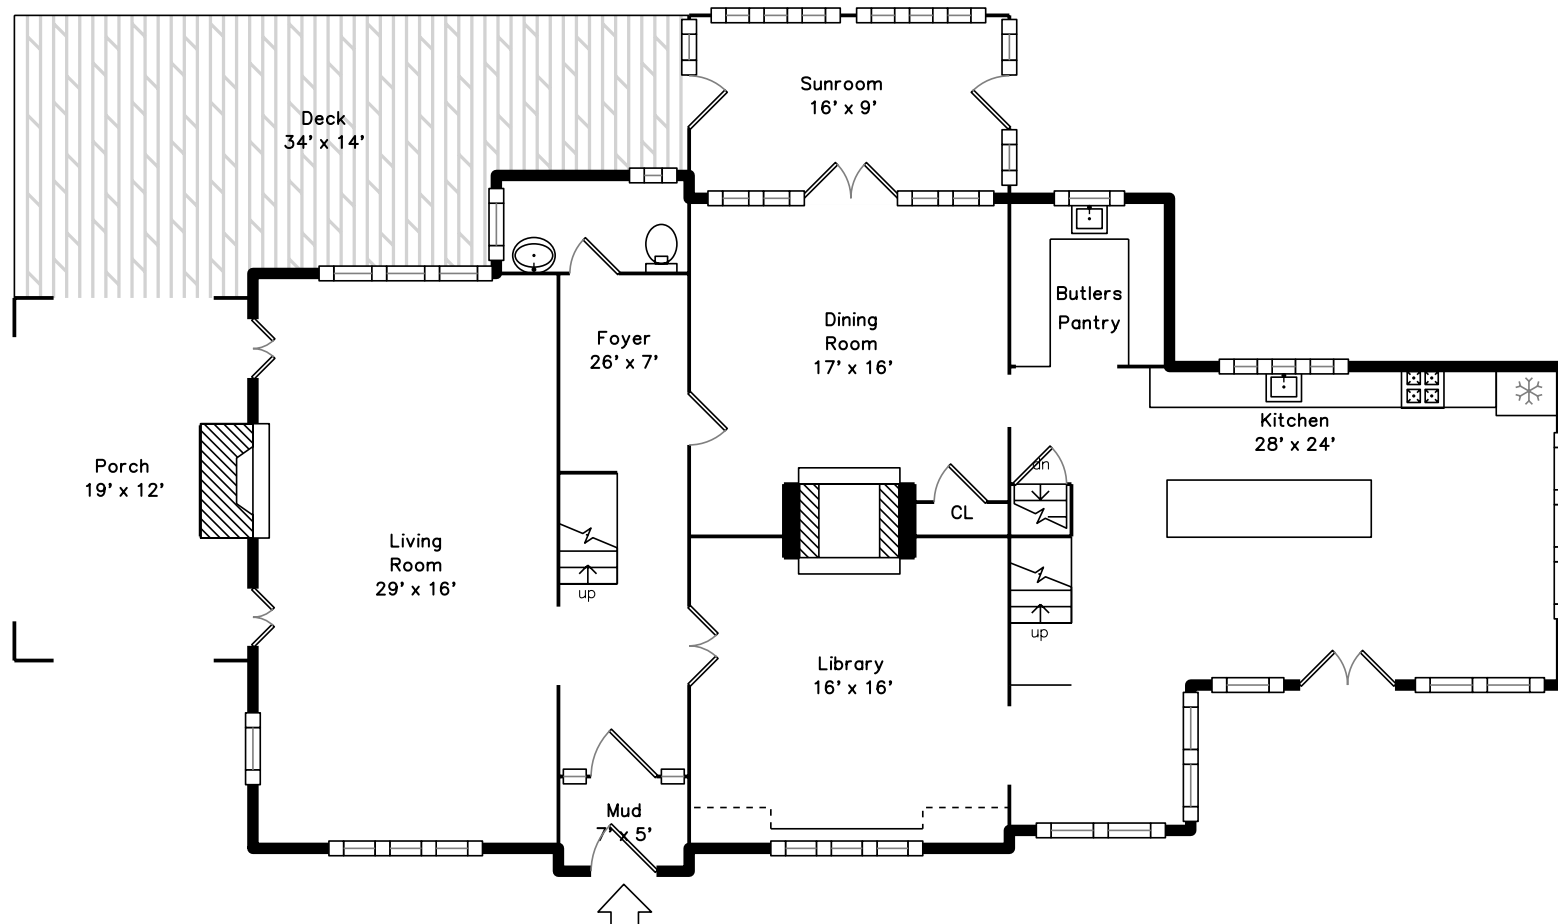 Sunroom
16' x 9'
Deck
34' x 14'
Butlers
Pantry
Dining
Room
17' x 16'
Foyer
26' x 7'
Kitchen
28' x 24'
Porch
19' x 12'
dn
CL
Living
Room
29' x 16'
up
up
Library
16' x 16'
Mud
7' x 5'